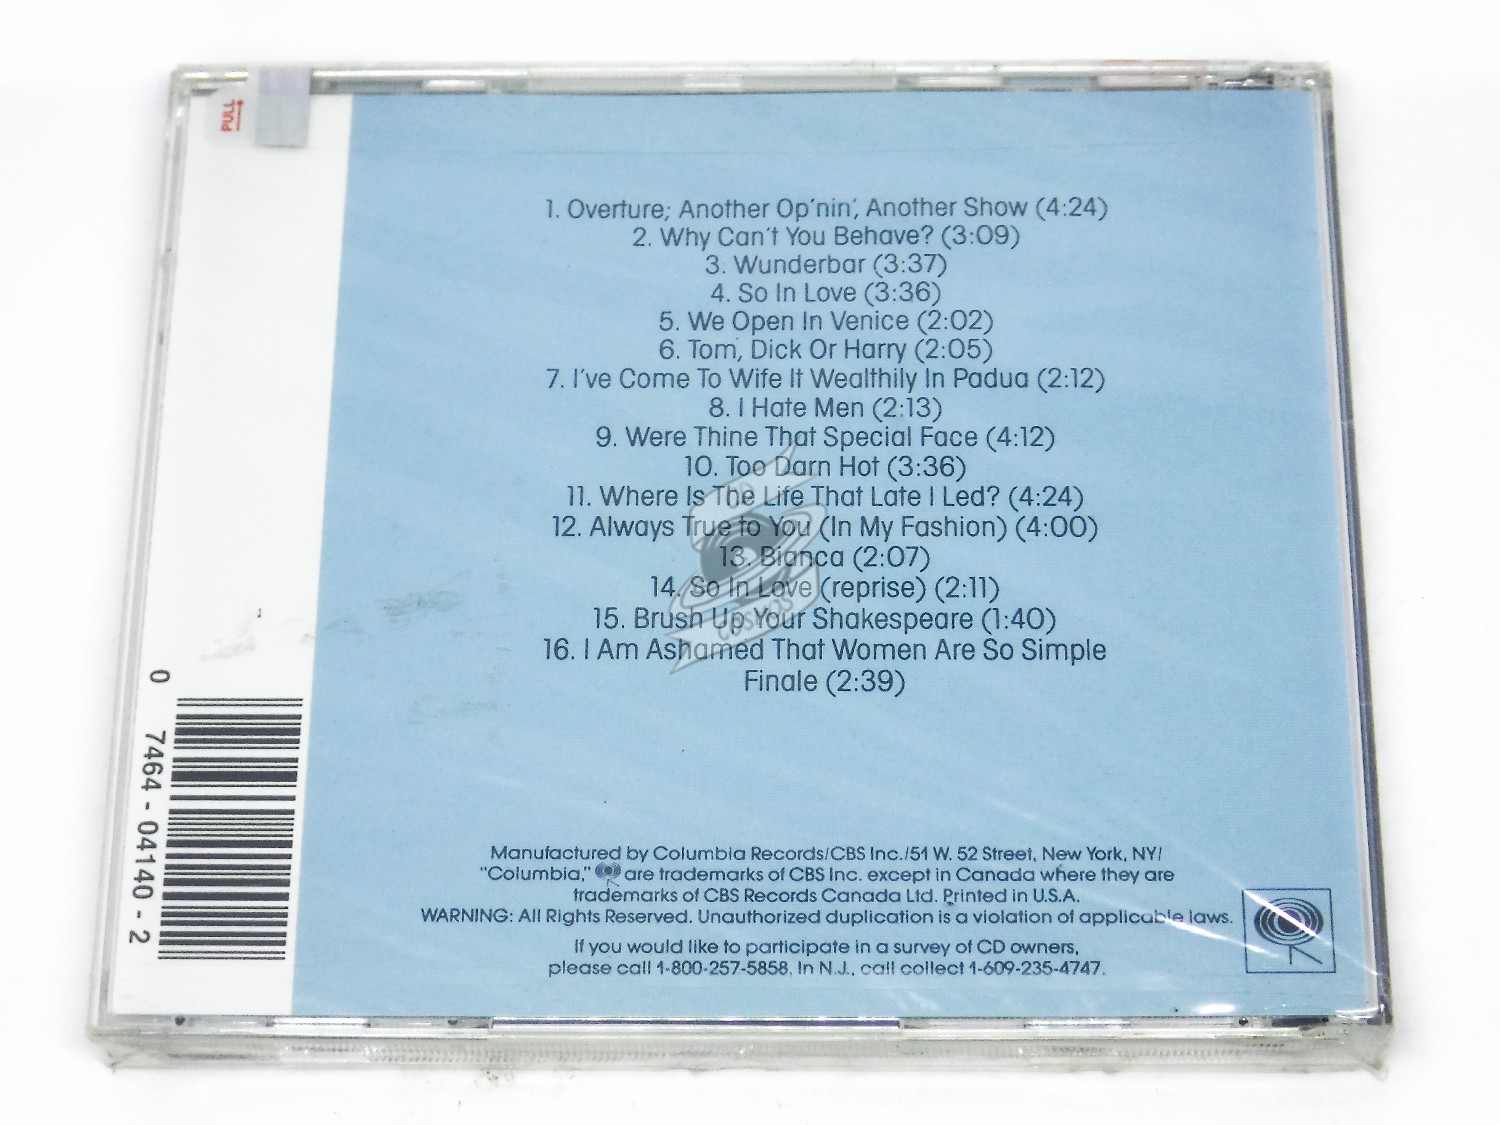 PULL
1. Overture; Another Op'nin', Another Show (4:24)
2. Why Can't You Behave? (3:09)
3. Wunderbar (3:37)
4. So In Love (3:36)
5. We Open In Venice (2:02)
6. Tom, Dick Or Harry (2:05)
7. I've Come To Wife It Wealthily In Padua (2:12)
8. I Hate Men (2:13)
9. Were Thine That Special Face (4:12)
10. Too Darn Hot (3:36)
11. Where Is The Life That Late I Led? (4:24)
12. Always True to You (In My Fashion) (4:00)
13. Bianca (2:07)
14. So In Love (reprise) (2:11)
15. Brush Up Your Shakespeare (1:40)
16. I Am Ashamed That Women Are So Simple
Finale (2:39)
CD
COSMOS
0 7464-04140-2
Manufactured by Columbia Records/CBS Inc./51 W. 52 Street, New York, NY/
"Columbia," are trademarks of CBS Inc. except in Canada where they are
trademarks of CBS Records Canada Ltd. Printed in U.S.A.
WARNING: All Rights Reserved. Unauthorized duplication is a violation of applicable laws.
If you would like to participate in a survey of CD owners,
please call 1-800-257-5858. In N.J., call collect 1-609-235-4747.